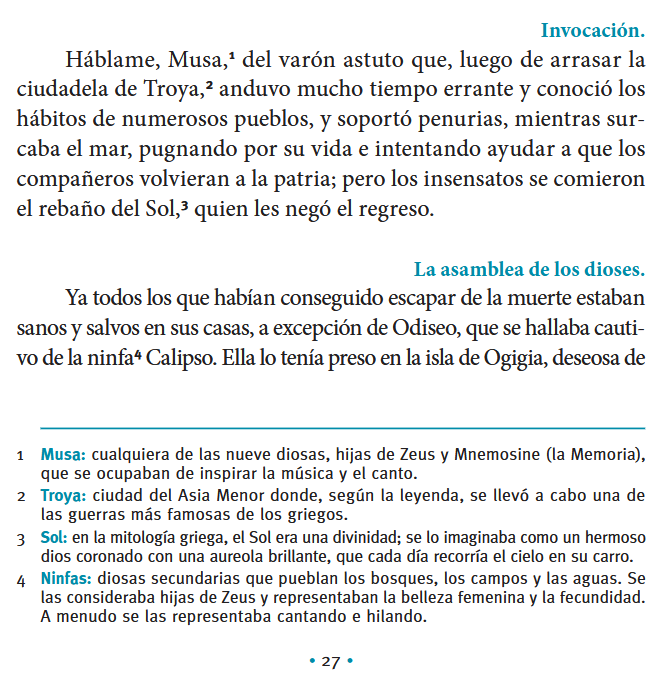 Invocación.
Háblame, Musa,¹ del varón astuto que, luego de arrasar la
ciudadela de Troya,² anduvo mucho tiempo errante y conoció los
hábitos de numerosos pueblos, y soportó penurias, mientras sur-
caba el mar, pugnando por su vida e intentando ayudar a que los
compañeros volvieran a la patria; pero los insensatos se comieron
el rebaño del Sol,³ quien les negó el regreso.
La asamblea de los dioses.
Ya todos los que habían conseguido escapar de la muerte estaban
sanos y salvos en sus casas, a excepción de Odiseo, que se hallaba cauti-
vo de la ninfa⁴ Calipso. Ella lo tenía preso en la isla de Ogigia, deseosa de
1 Musa: cualquiera de las nueve diosas, hijas de Zeus y Mnemosine (la Memoria),
que se ocupaban de inspirar la música y el canto.
2 Troya: ciudad del Asia Menor donde, según la leyenda, se llevó a cabo una de
las guerras más famosas de los griegos.
3 Sol: en la mitología griega, el Sol era una divinidad; se lo imaginaba como un hermoso
dios coronado con una aureola brillante, que cada día recorría el cielo en su carro.
4 Ninfas: diosas secundarias que pueblan los bosques, los campos y las aguas. Se
las consideraba hijas de Zeus y representaban la belleza femenina y la fecundidad.
A menudo se las representaba cantando e hilando.
• 27 •